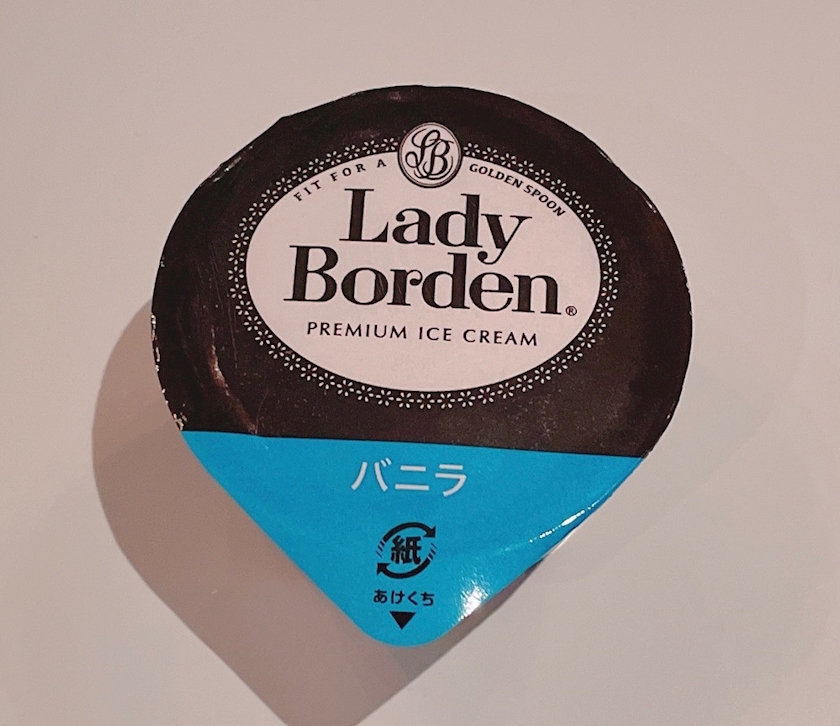 LB
FIT FOR A GOLDEN SPOON
Lady
Borden®
PREMIUM ICE CREAM
バニラ
紙
あけくち